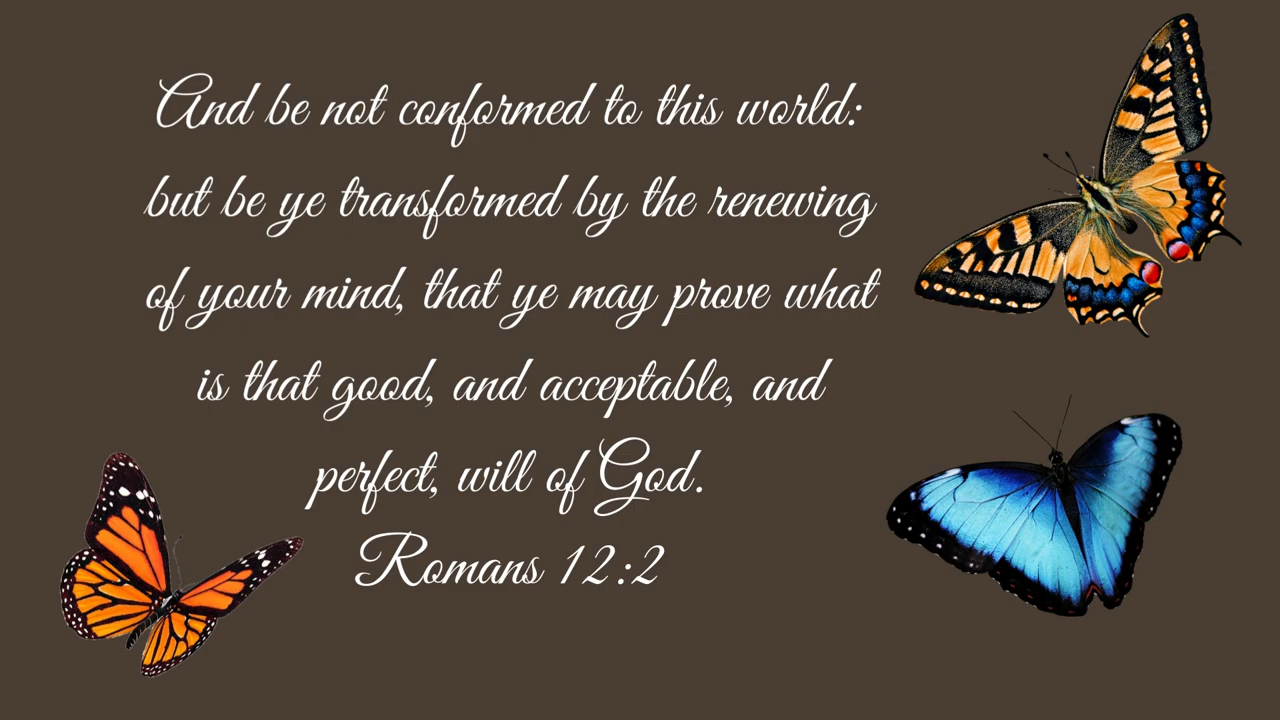 And be not conformed to this world:
but be ye transformed by the renewing
of your mind, that ye may prove what
is that good, and acceptable, and
perfect, will of God.
Romans 12:2